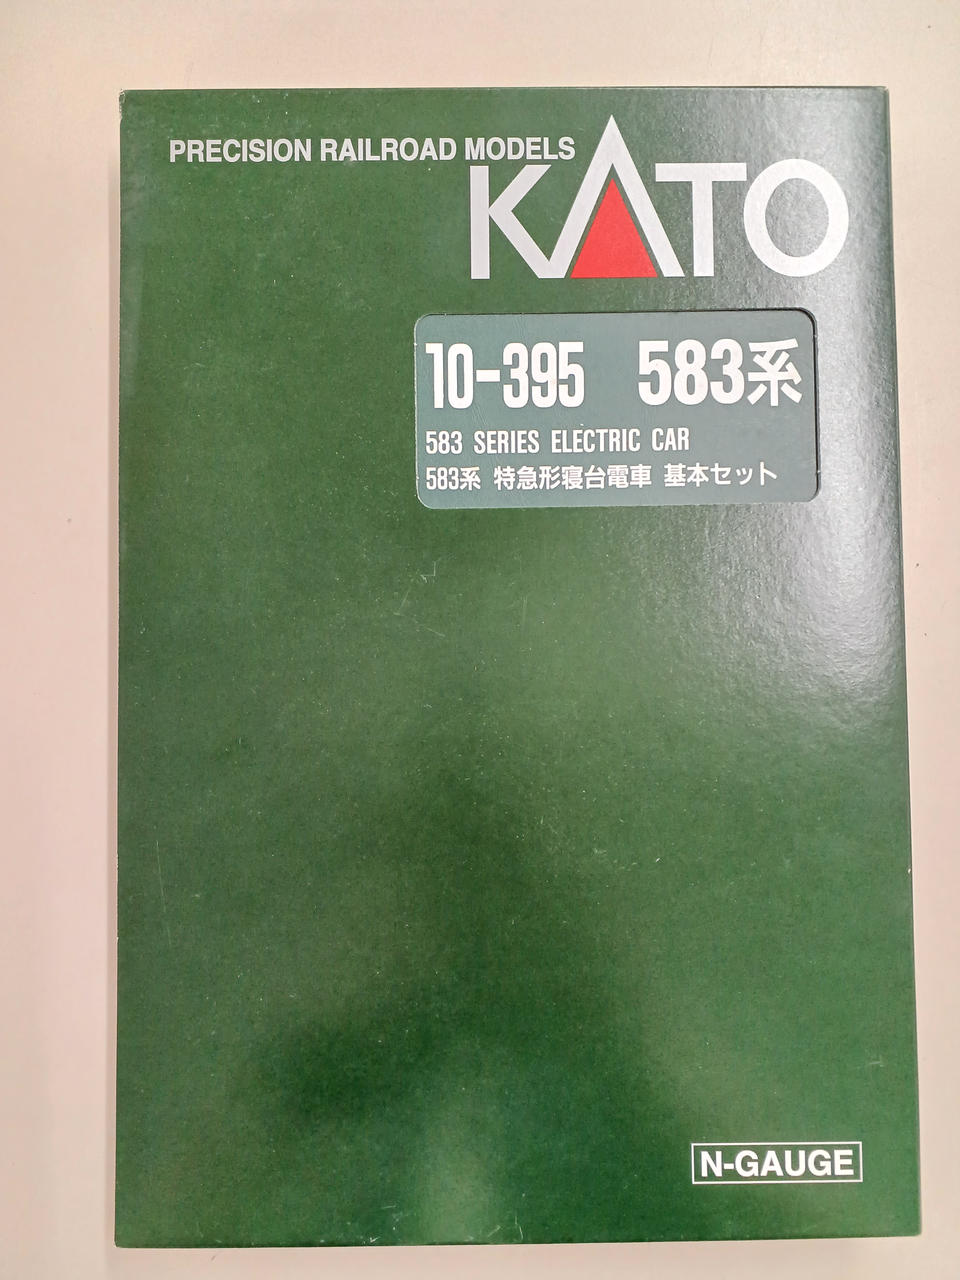 PRECISION RAILROAD MODELS
KATO
10-395 583系
583 SERIES ELECTRIC CAR
583系 特急形寝台電車 基本セット
N-GAUGE